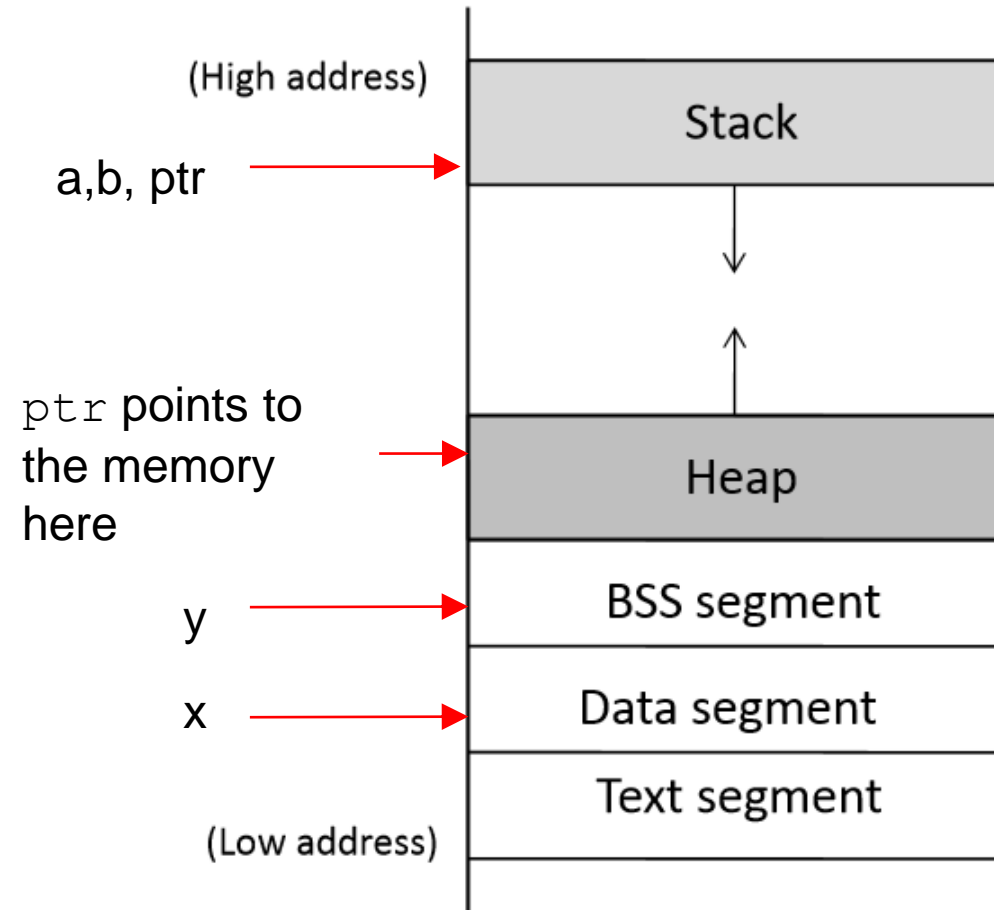 (High address)
Stack
a,b, ptr
ptr points to
the memory
here
Heap
y
BSS segment
x
Data segment
Text segment
(Low address)